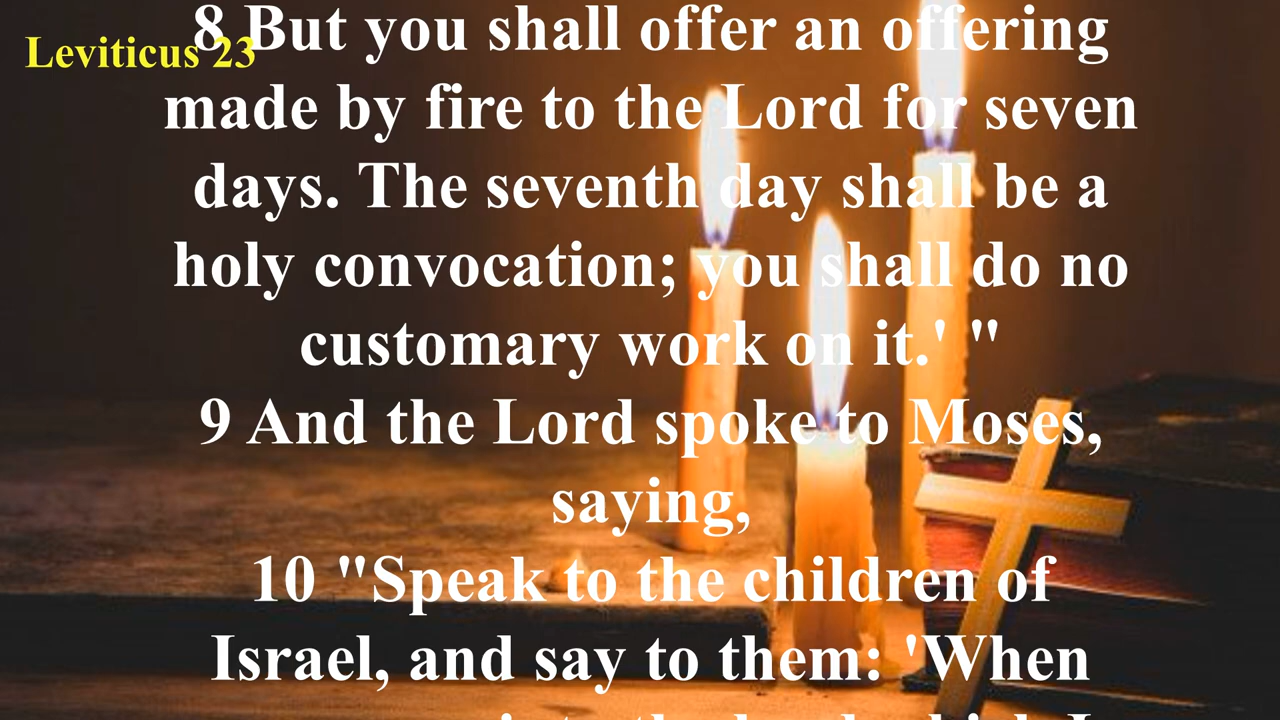 Leviticus 23
8 But you shall offer an offering
made by fire to the Lord for seven
days. The seventh day shall be a
holy convocation; you shall do no
customary work on it.' "
9 And the Lord spoke to Moses,
saying,
10 "Speak to the children of
Israel, and say to them: 'When